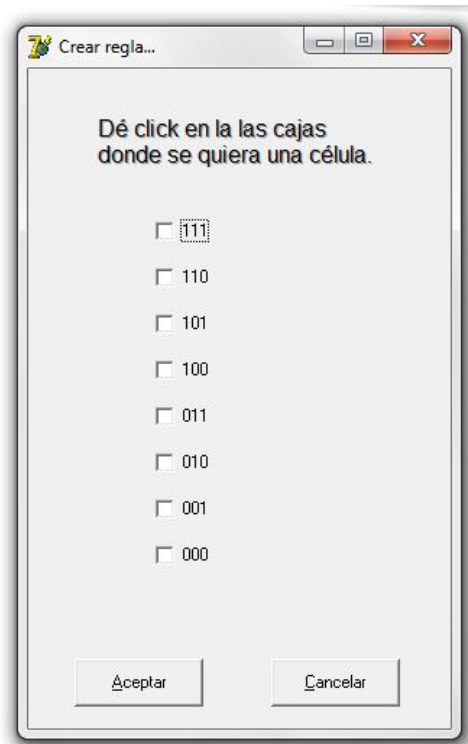 Crear regla...
Dé click en la las cajas
donde se quiera una célula.
111
110
101
100
011
010
001
000
Aceptar
Cancelar